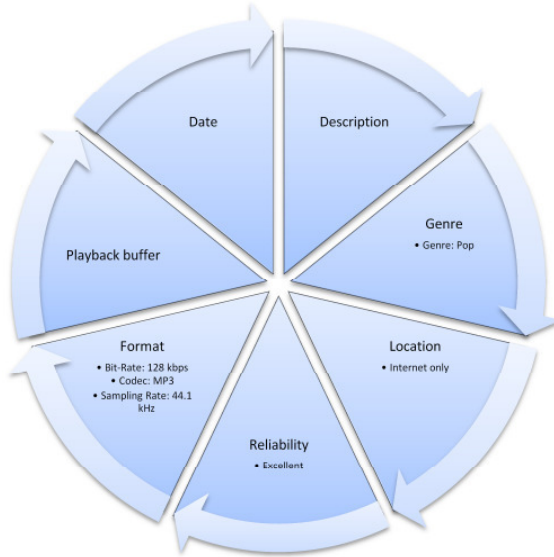 Date
Description
Genre
• Genre: Pop
Location
• Internet only
Reliability
• Excellent
Format
• Bit-Rate: 128 kbps
• Codec: MP3
• Sampling Rate: 44.1
kHz
Playback buffer